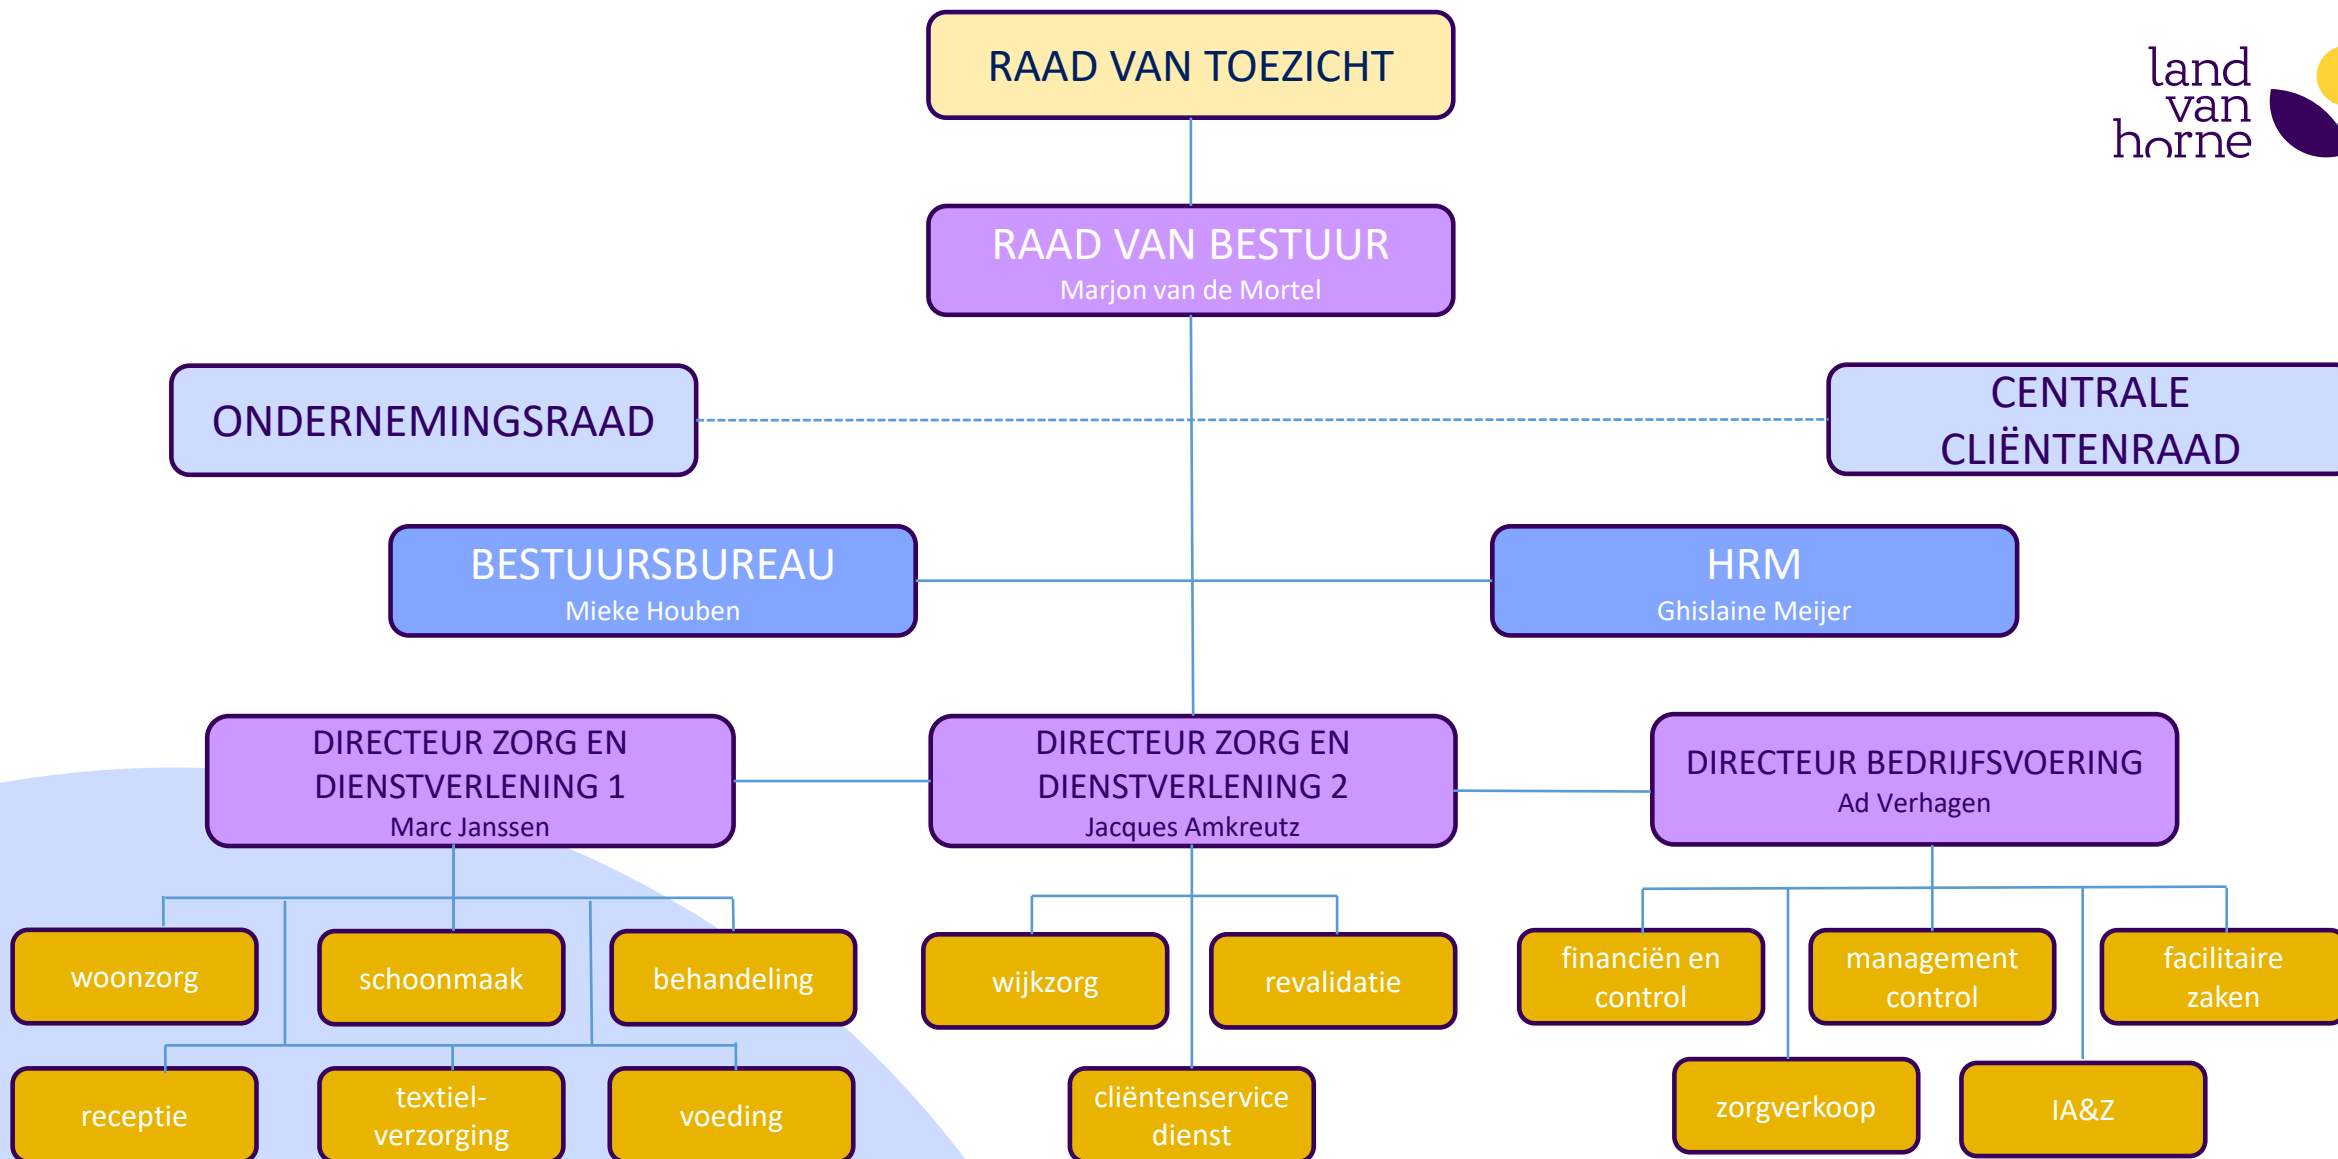 RAAD VAN TOEZICHT
land
van
horne
RAAD VAN BESTUUR
Marjon van de Mortel
ONDERNEMINGSRAAD
CENTRALE
CLIËNTENRAAD
BESTUURSBUREAU
Mieke Houben
HRM
Ghislaine Meijer
DIRECTEUR ZORG EN
DIENSTVERLENING 1
Marc Janssen
DIRECTEUR ZORG EN
DIENSTVERLENING 2
Jacques Amkreutz
DIRECTEUR BEDRIJFSVOERING
Ad Verhagen
woonzorg
schoonmaak
behandeling
wijkzorg
revalidatie
financiën en
control
management
control
facilitaire
zaken
receptie
textiel-
verzorging
voeding
cliëntenservice
dienst
zorgverkoop
IA&Z